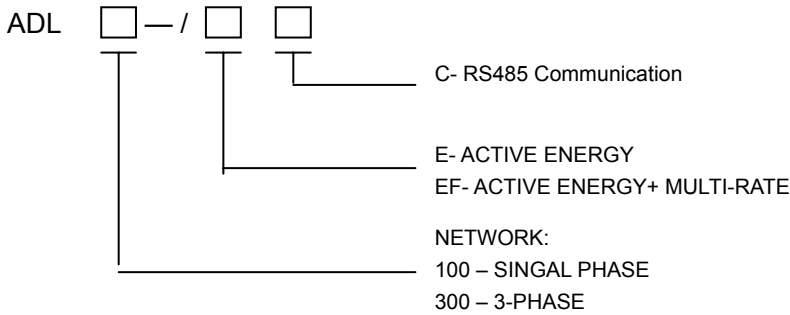 ADL □ — / □ □
C- RS485 Communication
E- ACTIVE ENERGY
EF- ACTIVE ENERGY+ MULTI-RATE
NETWORK:
100 – SINGAL PHASE
300 – 3-PHASE